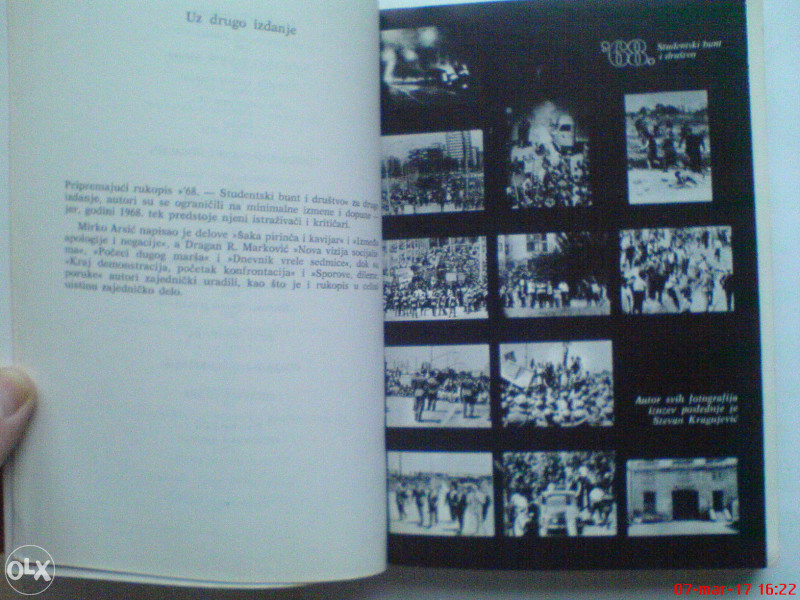 Uz drugo izdanje
Pripremajući rukopis »'68. — Studentski bunt i društvo« za drugo
izdanje, autori su se ograničili na minimalne izmene i dopune —
jer, godini 1968. tek predstoje njeni istraživači i kritičari.
Mirko Arsić napisao je delove »Šaka pirinča i kavijar« i »Između
apologije i negacije«, a Dragan R. Marković »Nova vizija socijaliz-
ma«, »Počeci dugog marša« i »Dnevnik vrele sedmice«, dok su
»Kraj demonstracija, početak konfrontacija« i »Sporove, dileme,
poruke« autori zajednički uradili, kao što je i rukopis u celini
uistinu zajedničko delo.
'68.
Studentski bunt
i društvo
Autor svih fotografija
izuzev poslednje je
Stevan Kragujević
OLX
07-mar-17 16:22